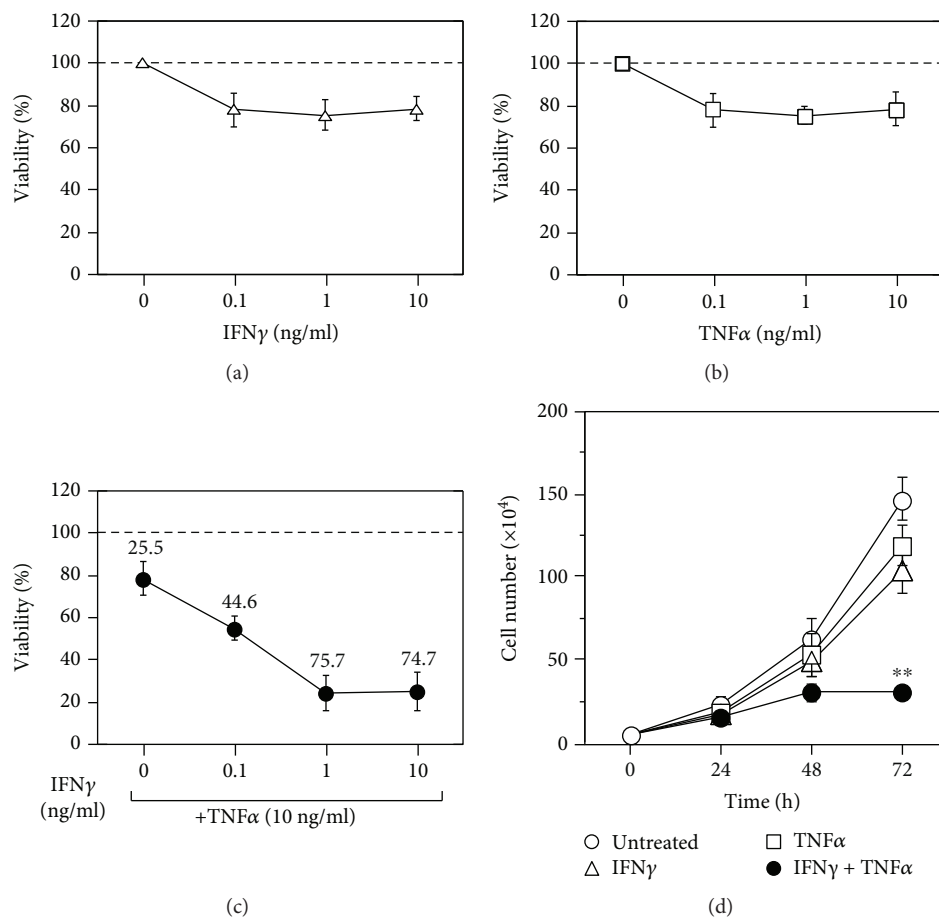 120
100
80
60
40
20
0
Viability (%)
0 0.1 1 10
IFNγ (ng/ml)
(a)
120
100
80
60
40
20
0
Viability (%)
0 0.1 1 10
TNFα (ng/ml)
(b)
120
100
80
60
40
20
0
Viability (%)
25.5
44.6
75.7
74.7
0 0.1 1 10
IFNγ
(ng/ml)
+TNFα (10 ng/ml)
(c)
200
150
100
50
0
Cell number (×10⁴)
**
0 24 48 72
Time (h)
Untreated
TNFα
IFNγ
IFNγ + TNFα
(d)